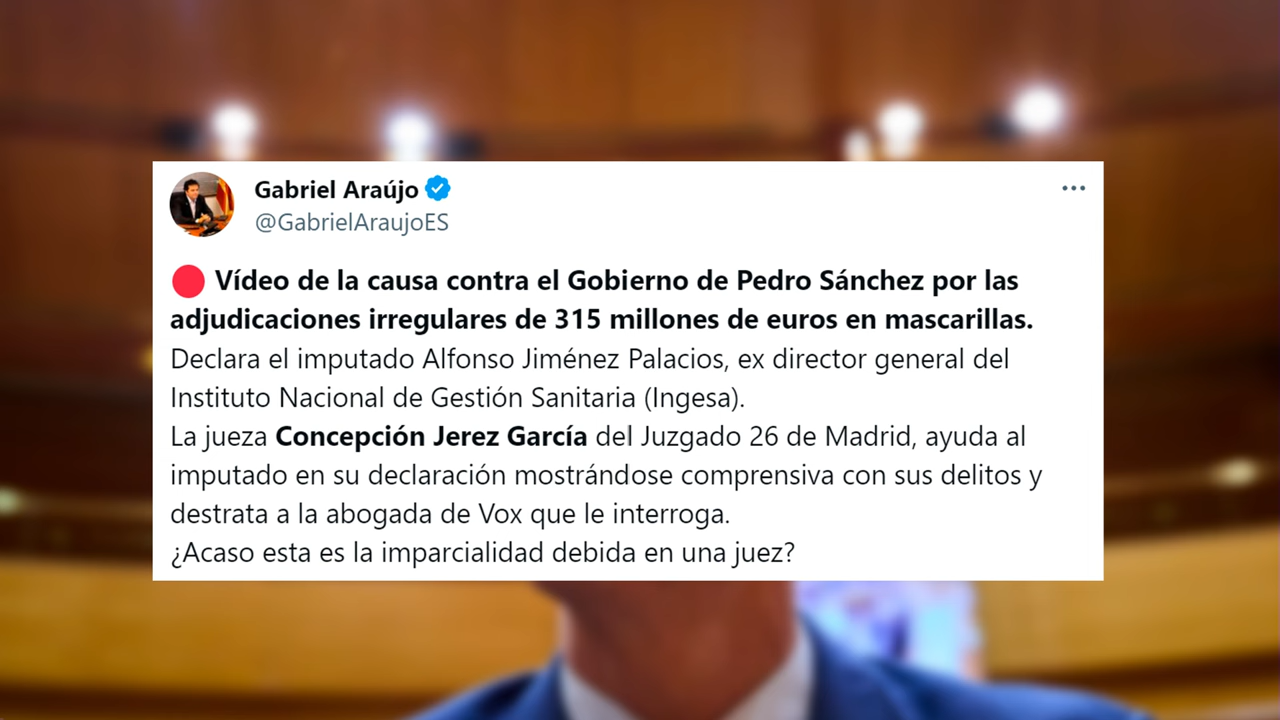 Gabriel Araújo
@GabrielAraujoES
Vídeo de la causa contra el Gobierno de Pedro Sánchez por las
adjudicaciones irregulares de 315 millones de euros en mascarillas.
Declara el imputado Alfonso Jiménez Palacios, ex director general del
Instituto Nacional de Gestión Sanitaria (Ingesa).
La jueza Concepción Jerez García del Juzgado 26 de Madrid, ayuda al
imputado en su declaración mostrándose comprensiva con sus delitos y
destrata a la abogada de Vox que le interroga.
¿Acaso esta es la imparcialidad debida en una juez?